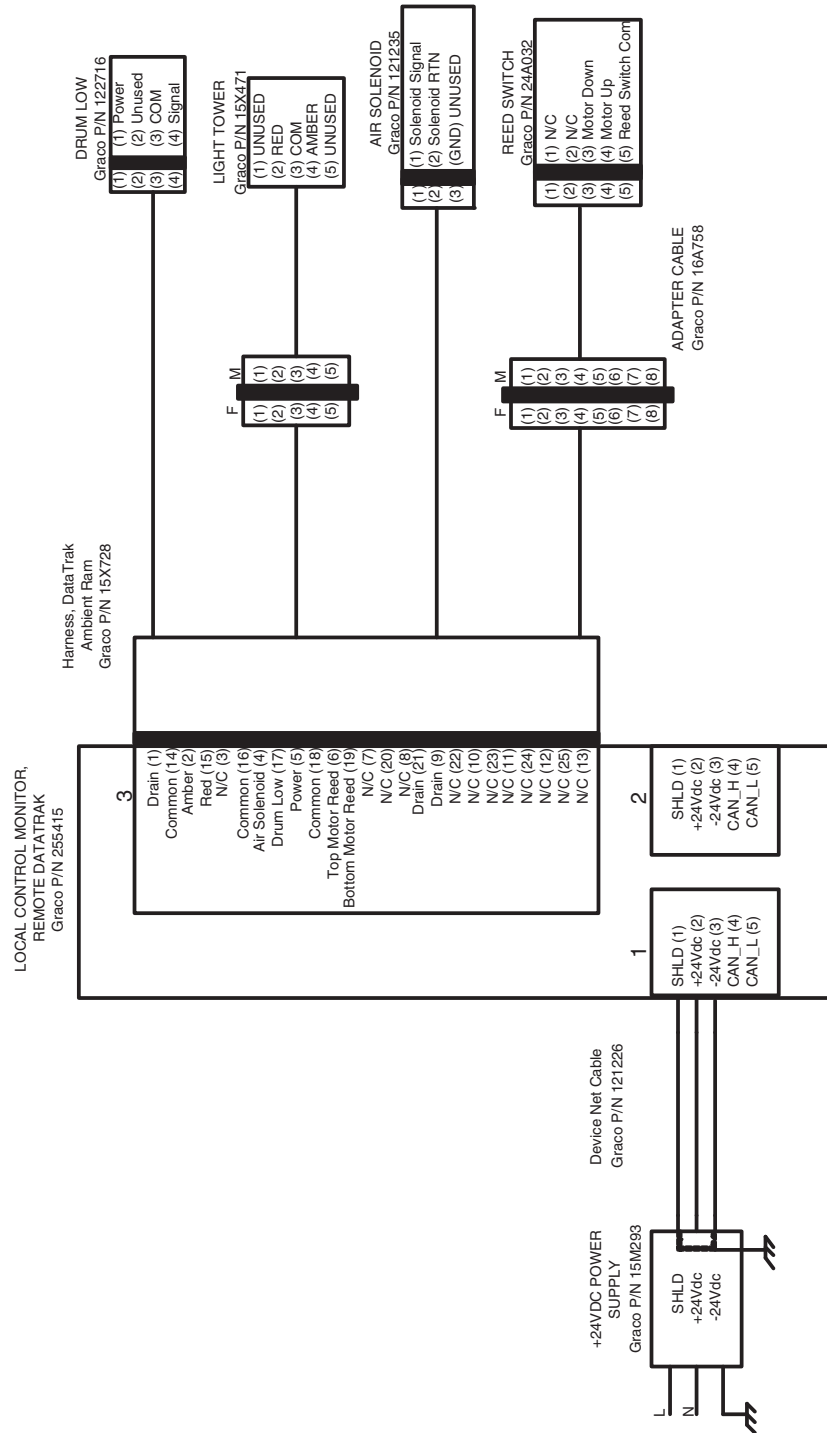 DRUM LOW
Graco P/N 122716
(1) (1) Power
(2) (2) Unused
(3) (3) COM
(4) (4) Signal
LIGHT TOWER
Graco P/N 15X471
(1) UNUSED
(2) RED
(3) COM
(4) AMBER
(5) UNUSED
F M
(1) (1)
(2) (2)
(3) (3)
(4) (4)
(5) (5)
AIR SOLENOID
Graco P/N 121235
(1) (1) Solenoid Signal
(2) (2) Solenoid RTN
(3) (GND) UNUSED
REED SWITCH
Graco P/N 24A032
(1) (1) N/C
(2) (2) N/C
(3) (3) Motor Down
(4) (4) Motor Up
(5) (5) Reed Switch Com
F M
(1) (1)
(2) (2)
(3) (3)
(4) (4)
(5) (5)
(6) (6)
(7) (7)
(8) (8)
ADAPTER CABLE
Graco P/N 16A758
Harness, DataTrak
Ambient Ram
Graco P/N 15X728
LOCAL CONTROL MONITOR,
REMOTE DATATRAK
Graco P/N 255415
3
Drain (1)
Common (14)
Amber (2)
Red (15)
N/C (3)
Common (16)
Air Solenoid (4)
Drum Low (17)
Power (5)
Common (18)
Top Motor Reed (6)
Bottom Motor Reed (19)
N/C (7)
N/C (20)
N/C (8)
Drain (21)
Drain (9)
N/C (22)
N/C (10)
N/C (23)
N/C (11)
N/C (24)
N/C (12)
N/C (25)
N/C (13)
2
SHLD (1)
+24Vdc (2)
-24Vdc (3)
CAN_H (4)
CAN_L (5)
1
SHLD (1)
+24Vdc (2)
-24Vdc (3)
CAN_H (4)
CAN_L (5)
Device Net Cable
Graco P/N 121226
+24VDC POWER
SUPPLY
Graco P/N 15M293
SHLD
+24Vdc
-24Vdc
L
N